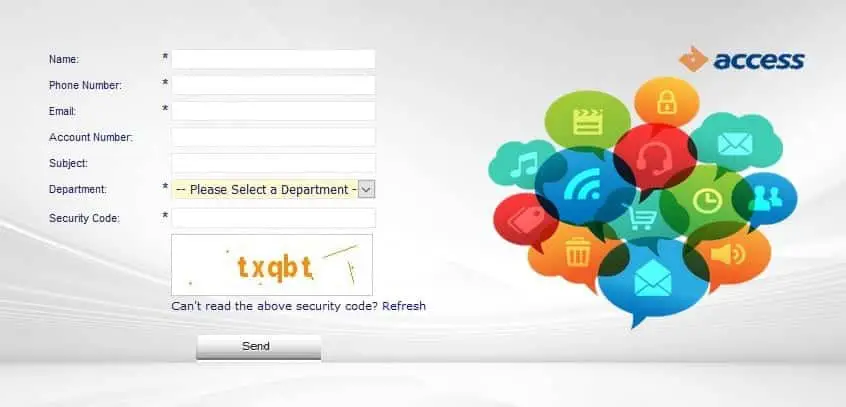 access
Name: *
Phone Number: *
Email: *
Account Number:
Subject:
Department: * -- Please Select a Department -
Security Code: *
txqbt
Can't read the above security code? Refresh
Send